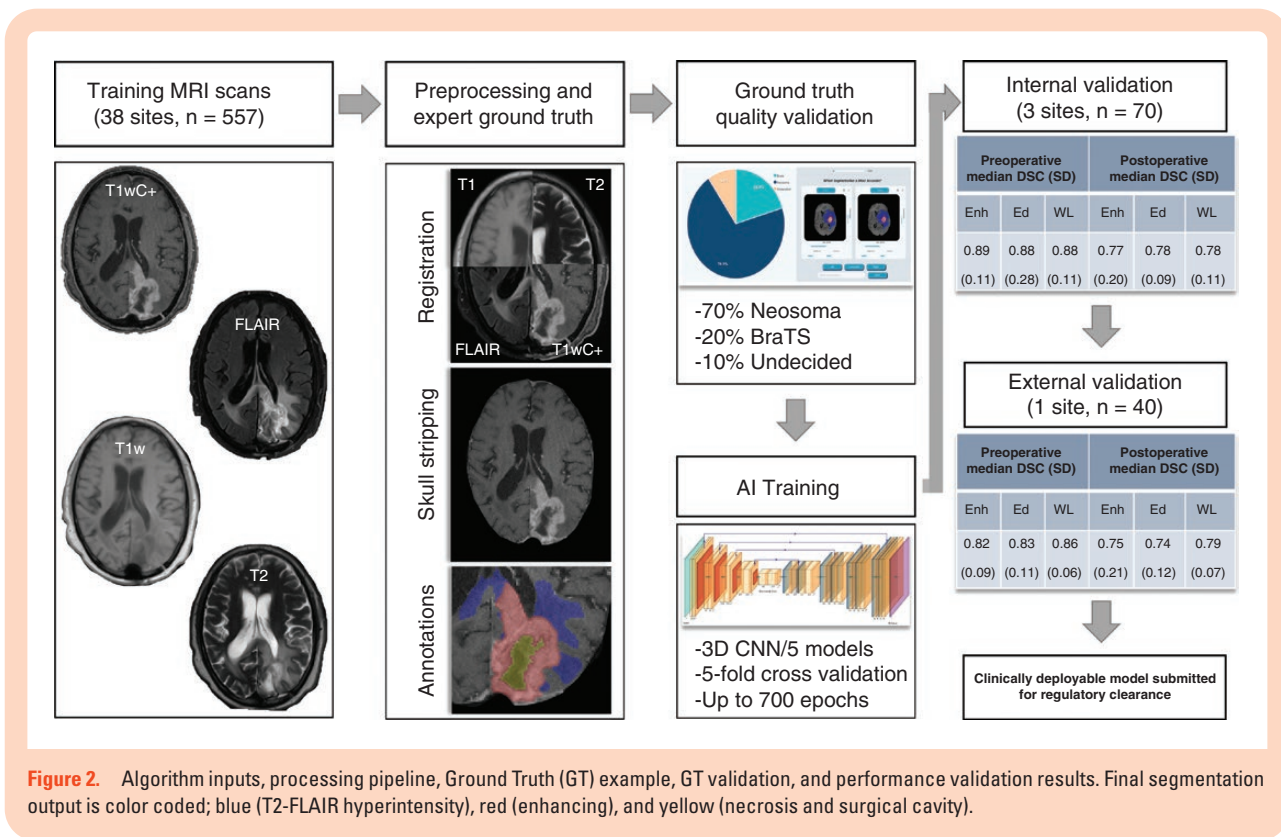 Training MRI scans
(38 sites, n = 557)
T1wC+
FLAIR
T1w
T2
Preprocessing and
expert ground truth
Registration
T1
T2
FLAIR
T1wC+
Skull stripping
Annotations
Ground truth
quality validation
-70% Neosoma
-20% BraTS
-10% Undecided
AI Training
-3D CNN/5 models
-5-fold cross validation
-Up to 700 epochs
Internal validation
(3 sites, n = 70)
Preoperative
median DSC (SD)
Postoperative
median DSC (SD)
Enh Ed WL Enh Ed WL
0.89 0.88 0.88 0.77 0.78 0.78
(0.11) (0.28) (0.11) (0.20) (0.09) (0.11)
External validation
(1 site, n = 40)
Preoperative
median DSC (SD)
Postoperative
median DSC (SD)
Enh Ed WL Enh Ed WL
0.82 0.83 0.86 0.75 0.74 0.79
(0.09) (0.11) (0.06) (0.21) (0.12) (0.07)
Clinically deployable model submitted
for regulatory clearance
Figure 2. Algorithm inputs, processing pipeline, Ground Truth (GT) example, GT validation, and performance validation results. Final segmentation
output is color coded; blue (T2-FLAIR hyperintensity), red (enhancing), and yellow (necrosis and surgical cavity).